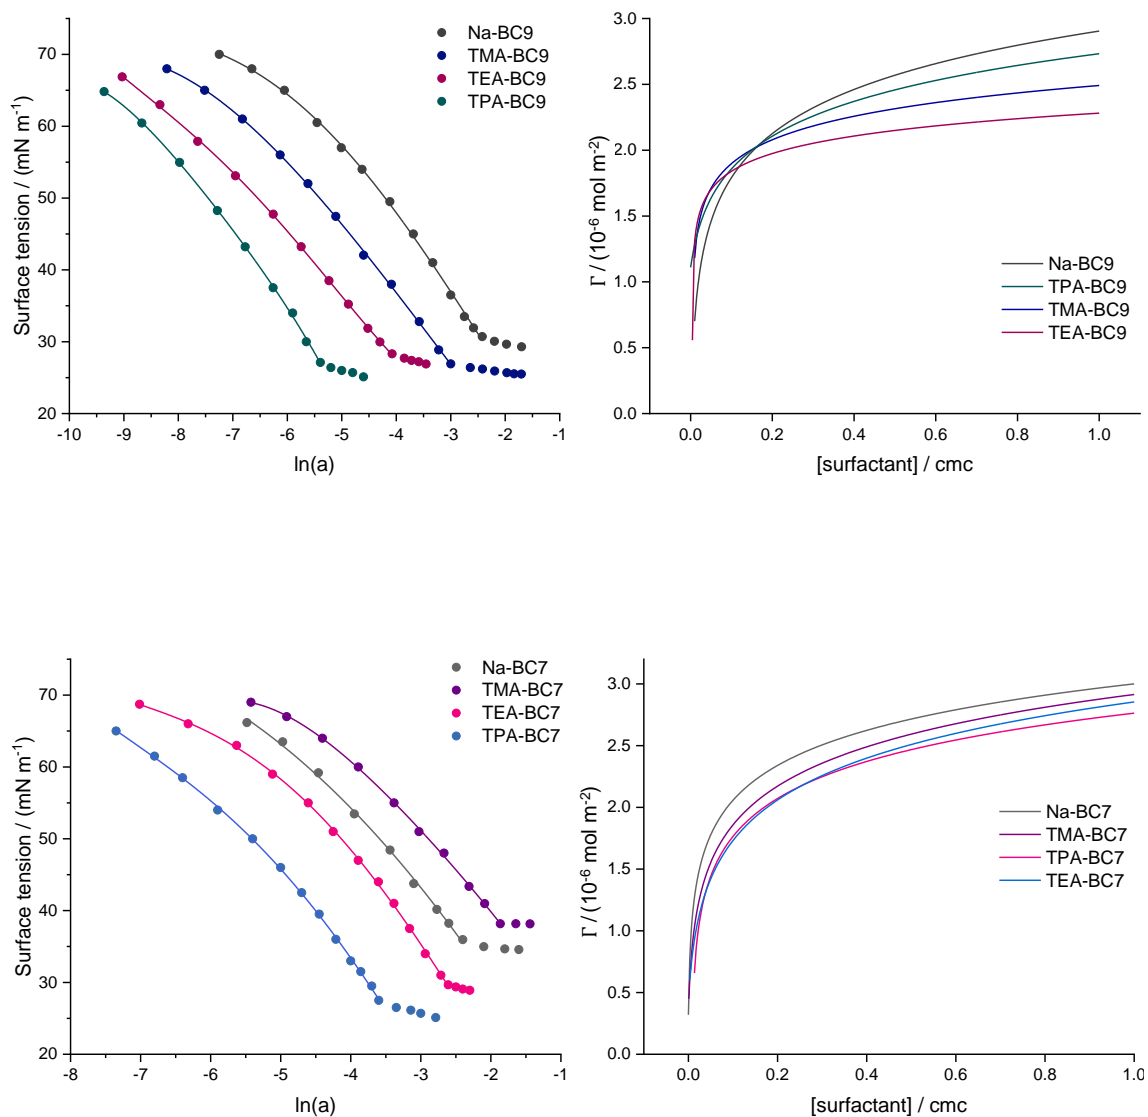 Surface tension / (mN m⁻¹)
70
60
50
40
30
20
-10 -9 -8 -7 -6 -5 -4 -3 -2 -1
ln(a)
Na-BC9
TMA-BC9
TEA-BC9
TPA-BC9
Γ / (10⁻⁶ mol m⁻²)
3.0
2.5
2.0
1.5
1.0
0.5
0.0
0.0 0.2 0.4 0.6 0.8 1.0
[surfactant] / cmc
Na-BC9
TPA-BC9
TMA-BC9
TEA-BC9
Surface tension / (mN m⁻¹)
70
60
50
40
30
20
-8 -7 -6 -5 -4 -3 -2 -1
ln(a)
Na-BC7
TMA-BC7
TEA-BC7
TPA-BC7
Γ / (10⁻⁶ mol m⁻²)
3.0
2.5
2.0
1.5
1.0
0.5
0.0
0.0 0.2 0.4 0.6 0.8 1.0
[surfactant] / cmc
Na-BC7
TMA-BC7
TPA-BC7
TEA-BC7